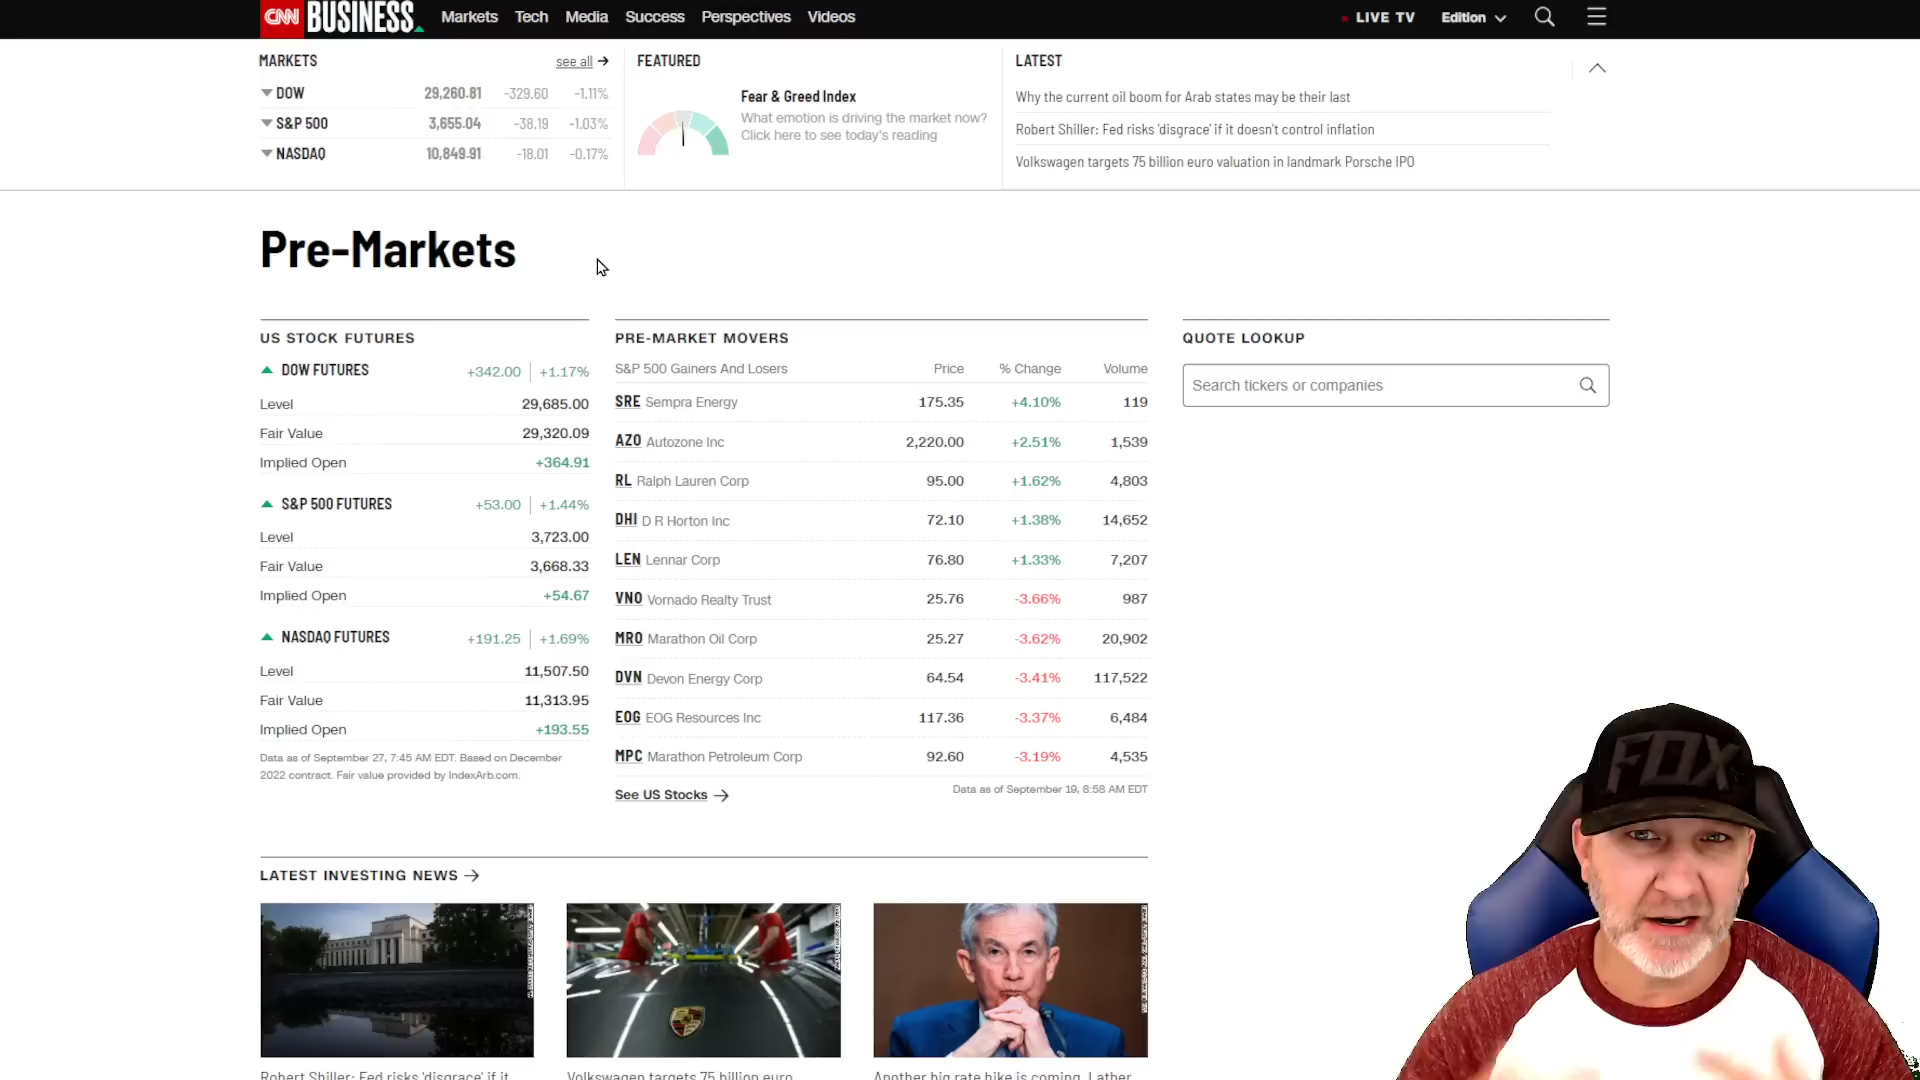 CNN BUSINESS
Markets Tech Media Success Perspectives Videos
LIVE TV Edition
MARKETS see all →
DOW 29,260.81 -329.60 -1.11%
S&P 500 3,655.04 -38.19 -1.03%
NASDAQ 10,849.91 -18.01 -0.17%
FEATURED
Fear & Greed Index
What emotion is driving the market now?
Click here to see today's reading
LATEST
Why the current oil boom for Arab states may be their last
Robert Shiller: Fed risks 'disgrace' if it doesn't control inflation
Volkswagen targets 75 billion euro valuation in landmark Porsche IPO
Pre-Markets
US STOCK FUTURES
DOW FUTURES +342.00 +1.17%
Level 29,685.00
Fair Value 29,320.09
Implied Open +364.91
S&P 500 FUTURES +53.00 +1.44%
Level 3,723.00
Fair Value 3,668.33
Implied Open +54.67
NASDAQ FUTURES +191.25 +1.69%
Level 11,507.50
Fair Value 11,313.95
Implied Open +193.55
Data as of September 27, 7:45 AM EDT. Based on December
2022 contract. Fair value provided by IndexArb.com.
PRE-MARKET MOVERS
S&P 500 Gainers And Losers Price % Change Volume
SRE Sempra Energy 175.35 +4.10% 119
AZO Autozone Inc 2,220.00 +2.51% 1,539
RL Ralph Lauren Corp 95.00 +1.62% 4,803
DHI D R Horton Inc 72.10 +1.38% 14,652
LEN Lennar Corp 76.80 +1.33% 7,207
VNO Vornado Realty Trust 25.76 -3.66% 987
MRO Marathon Oil Corp 25.27 -3.62% 20,902
DVN Devon Energy Corp 64.54 -3.41% 117,522
EOG EOG Resources Inc 117.36 -3.37% 6,484
MPC Marathon Petroleum Corp 92.60 -3.19% 4,535
See US Stocks →
Data as of September 19, 8:58 AM EDT
QUOTE LOOKUP
Search tickers or companies
LATEST INVESTING NEWS →
Robert Shiller: Fed risks 'disgrace' if it
Volkswagen targets 75 billion euro
Another big rate hike is coming. Lather,
FOX